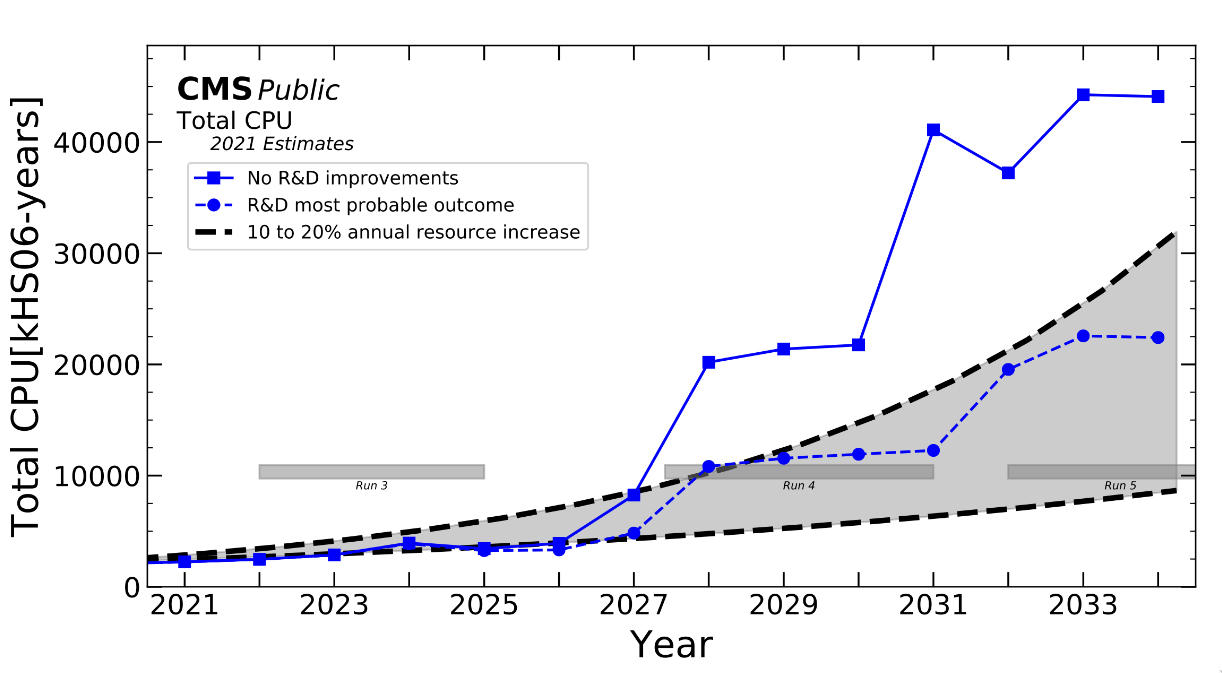 CMS Public
Total CPU
2021 Estimates
No R&D improvements
R&D most probable outcome
10 to 20% annual resource increase
Total CPU[kHS06-years]
40000
30000
20000
10000
0
Run 3
Run 4
Run 5
2021 2023 2025 2027 2029 2031 2033
Year